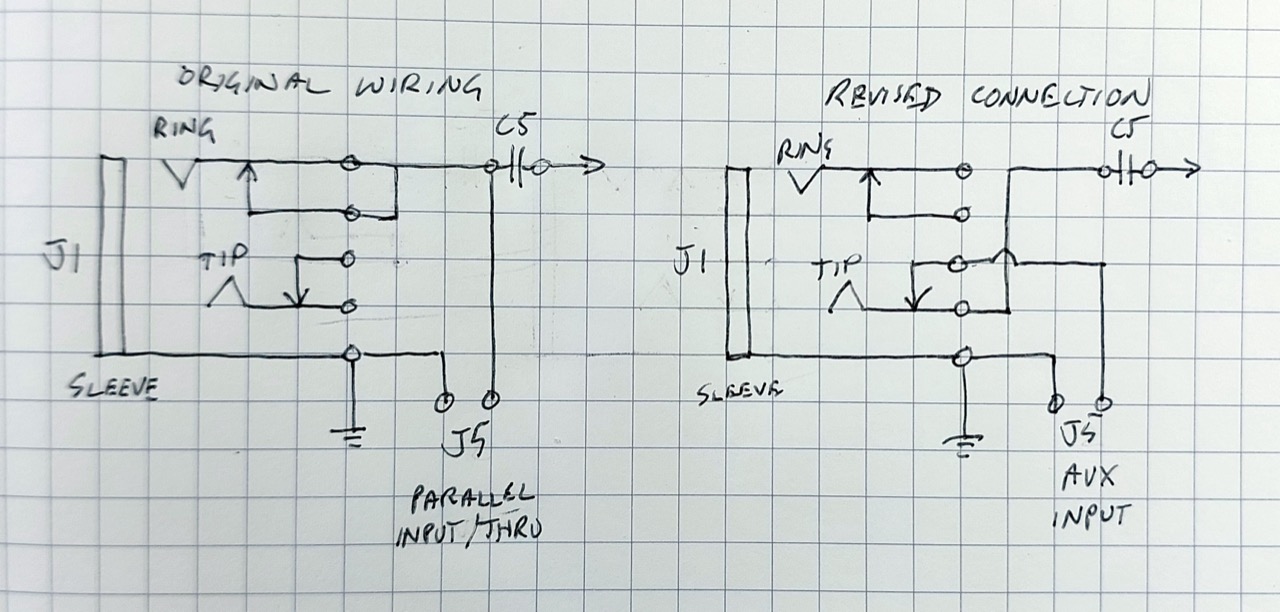 ORIGINAL WIRING
RING
C5
J1
TIP
SLEEVE
J5
PARALLEL
INPUT/THRU
REVISED CONNECTION
RING
C5
J1
TIP
SLEEVE
J5
AUX
INPUT